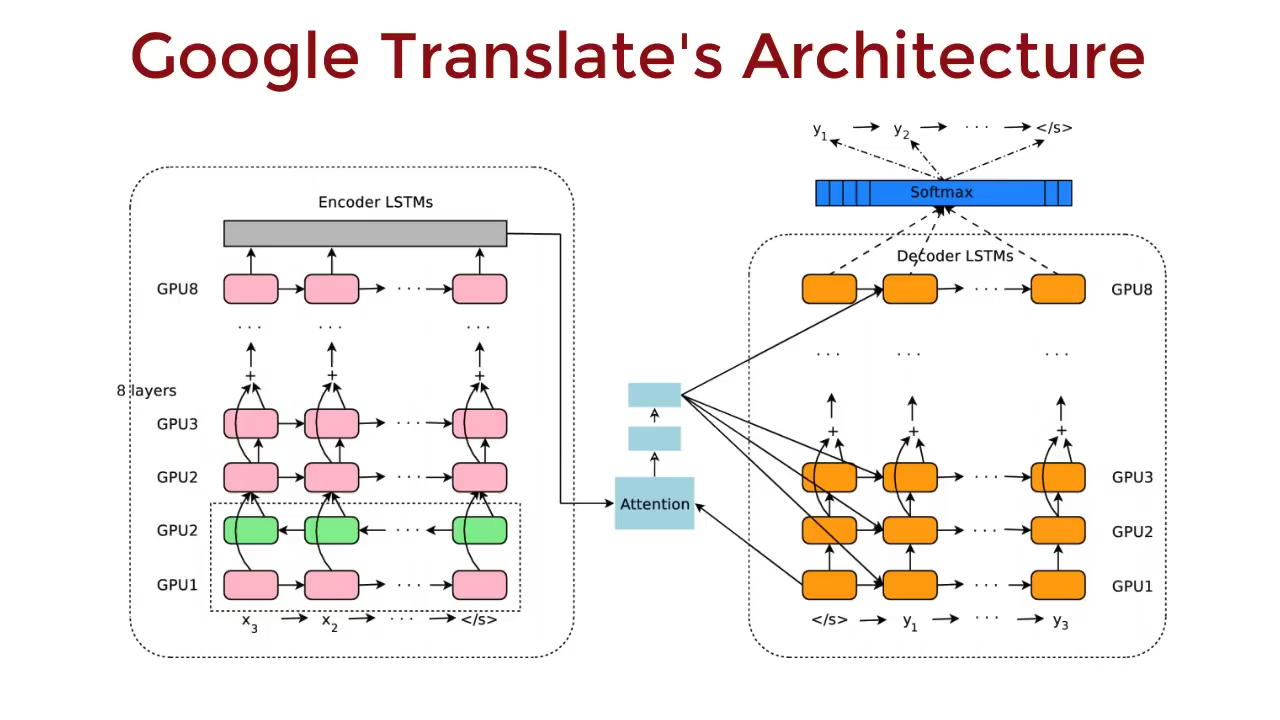 Google Translate's Architecture
y1 y2 ... </s>
Softmax
Encoder LSTMs
Decoder LSTMs
GPU8 ... GPU8
... ... ...
... ... ...
+ + +
8 layers
GPU3 ...
+ + +
GPU2 ... GPU3
Attention
GPU2 ... GPU2
GPU1 ... GPU1
x3 x2 ... </s>
</s> y1 ... y3